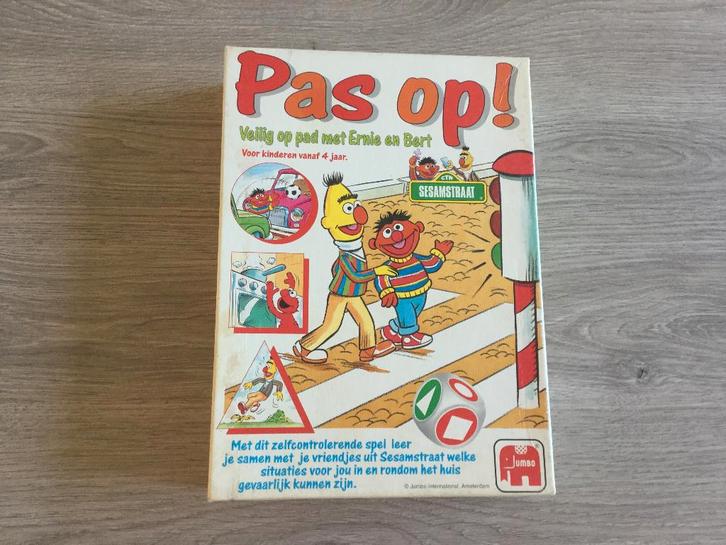 Pas op!
Veilig op pad met Ernie en Bert
Voor kinderen vanaf 4 jaar.
SESAMSTRAAT
Met dit zelfcontrolerende spel leer
je samen met je vriendjes uit Sesamstraat welke
situaties voor jou in en rondom het huis
gevaarlijk kunnen zijn.
Jumbo
© Jumbo International, Amsterdam